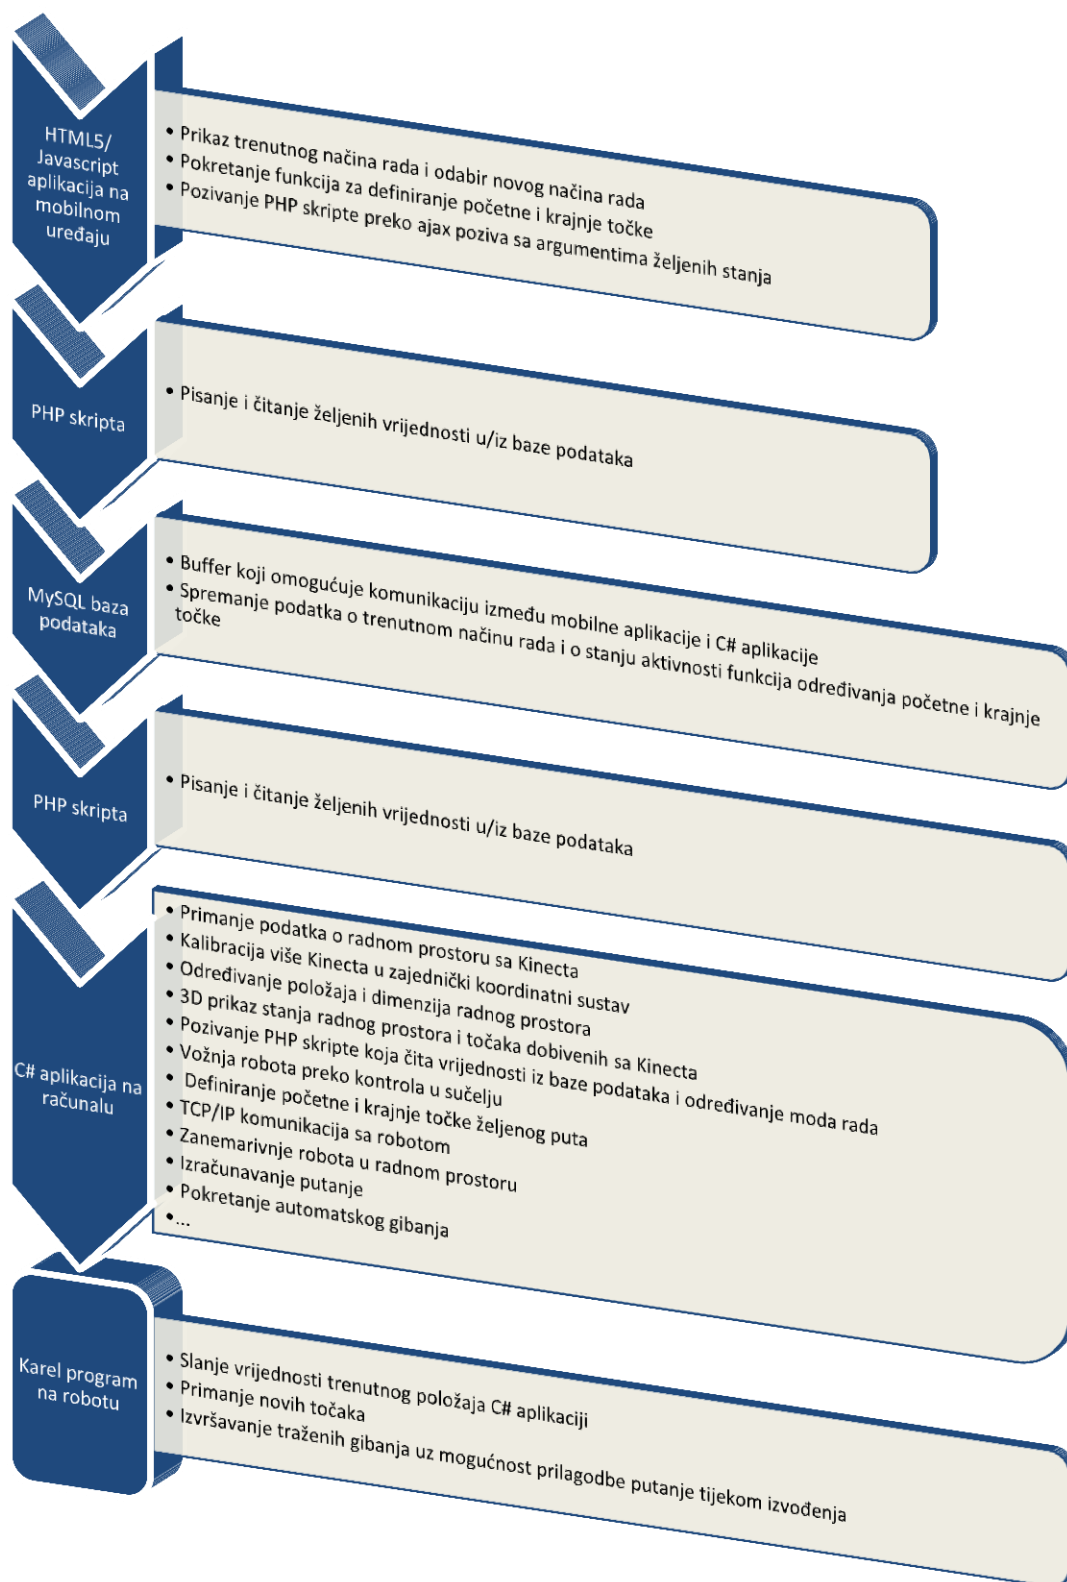 HTML5/
Javascript
aplikacija na
mobilnom
uređaju
• Prikaz trenutnog načina rada i odabir novog načina rada
• Pokretanje funkcija za definiranje početne i krajnje točke
• Pozivanje PHP skripte preko ajax poziva sa argumentima željenih stanja
PHP skripta
• Pisanje i čitanje željenih vrijednosti u/iz baze podataka
MySQL baza
podataka
• Buffer koji omogućuje komunikaciju između mobilne aplikacije i C# aplikacije
• Spremanje podatka o trenutnom načinu rada i o stanju aktivnosti funkcija određivanja početne i krajnje
točke
PHP skripta
• Pisanje i čitanje željenih vrijednosti u/iz baze podataka
C# aplikacija na
računalu
• Primanje podatka o radnom prostoru sa Kinecta
• Kalibracija više Kinecta u zajednički koordinatni sustav
• Određivanje položaja i dimenzija radnog prostora
• 3D prikaz stanja radnog prostora i točaka dobivenih sa Kinecta
• Pozivanje PHP skripte koja čita vrijednosti iz baze podataka i određivanje moda rada
• Vožnja robota preko kontrola u sučelju
• Definiranje početne i krajnje točke željenog puta
• TCP/IP komunikacija sa robotom
• Zanemarivnje robota u radnom prostoru
• Izračunavanje putanje
• Pokretanje automatskog gibanja
•...
Karel program
na robotu
• Slanje vrijednosti trenutnog položaja C# aplikaciji
• Primanje novih točaka
• Izvršavanje traženih gibanja uz mogućnost prilagodbe putanje tijekom izvođenja